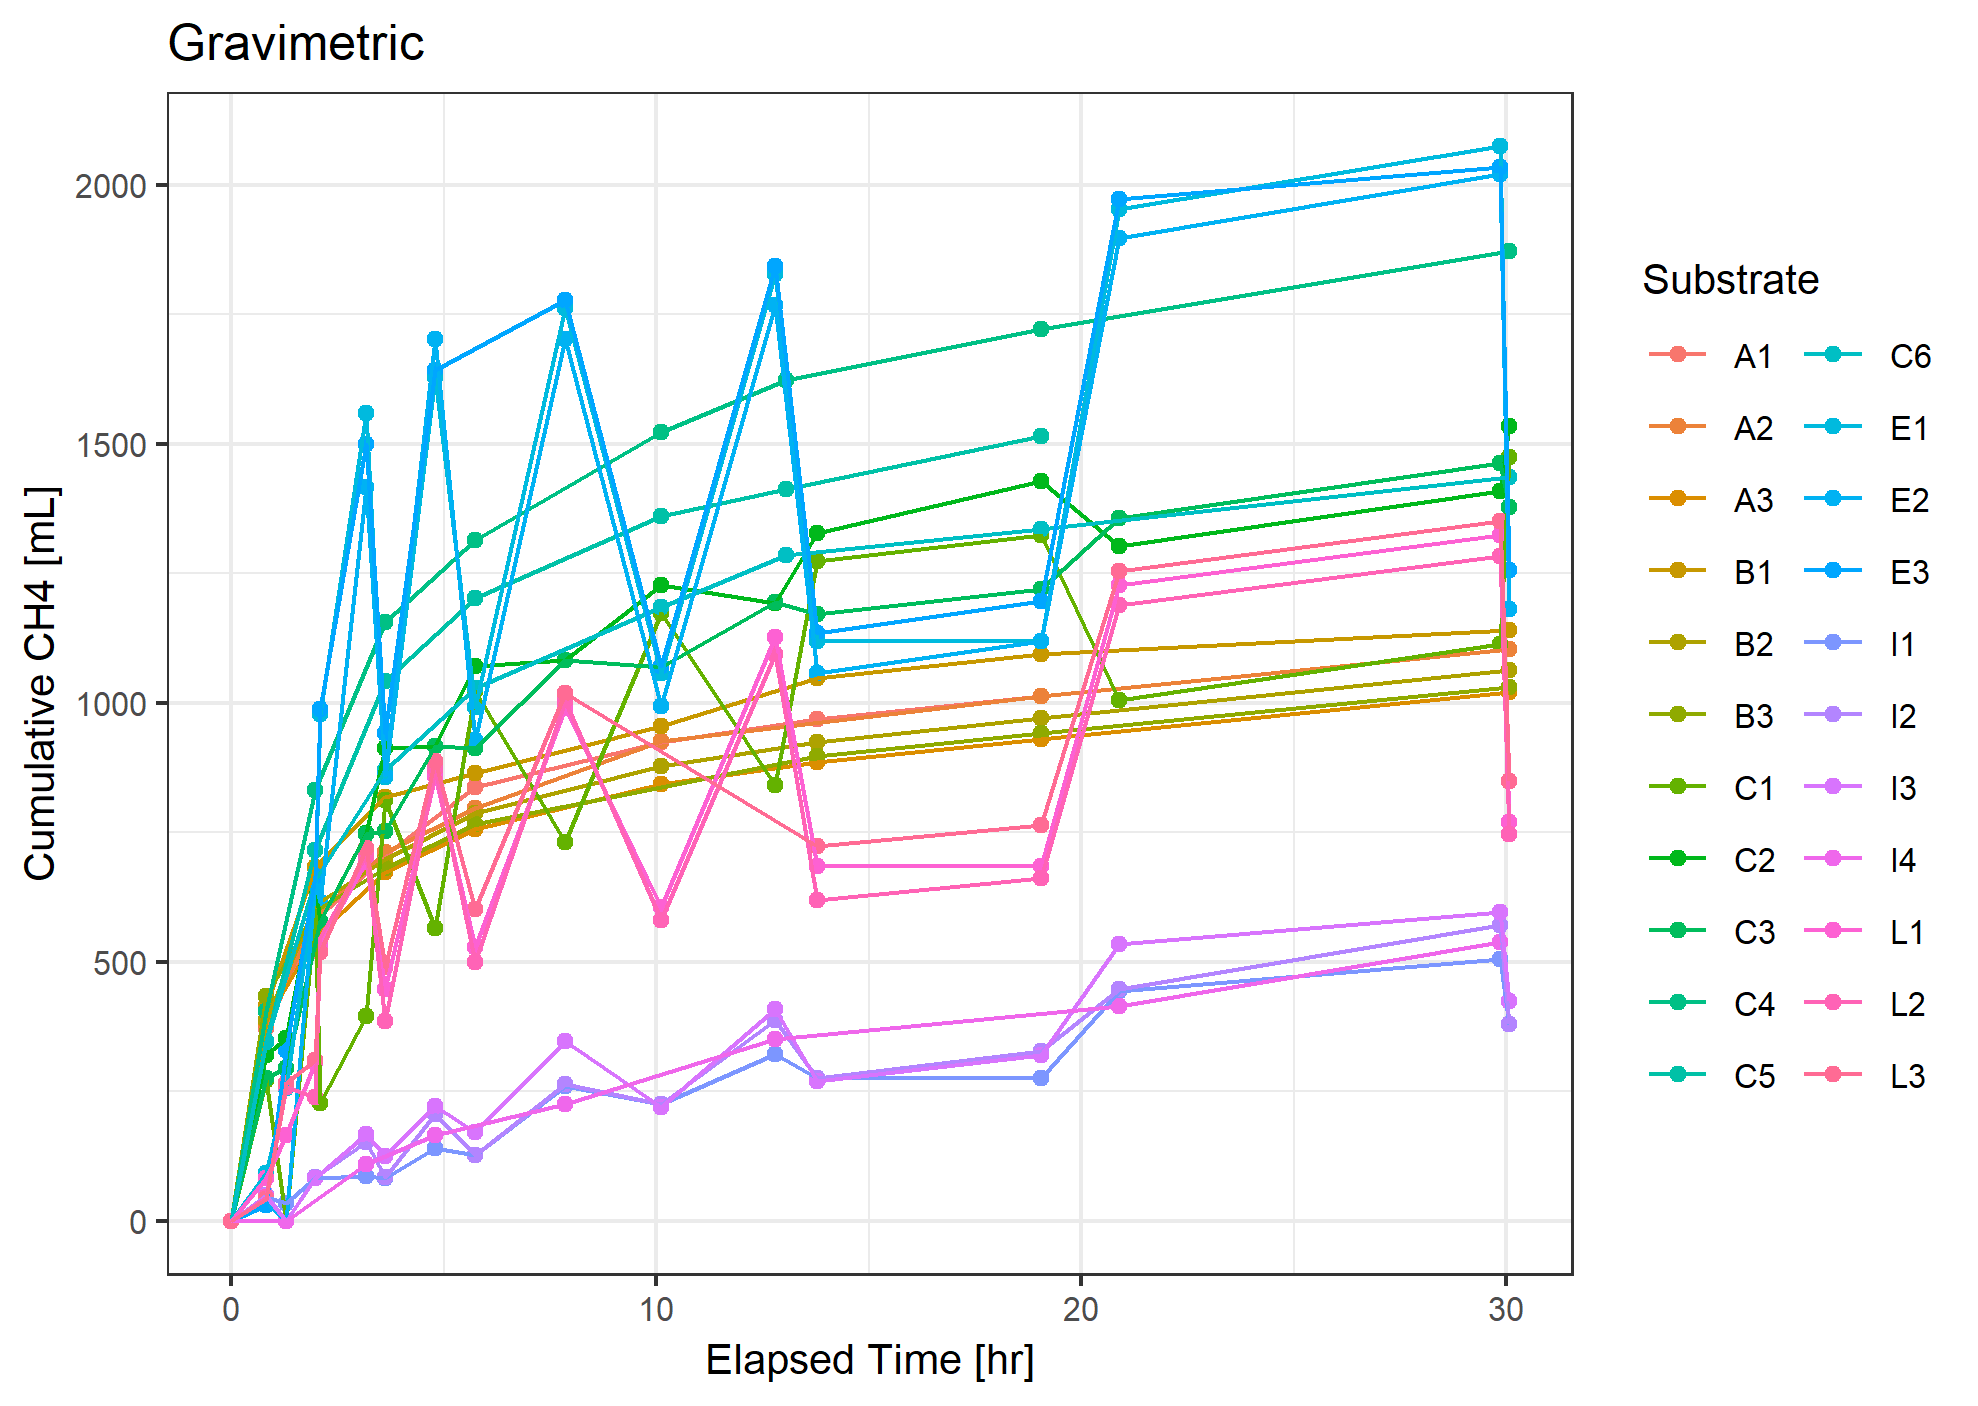 Gravimetric
Cumulative CH4 [mL]
2000
1500
1000
500
0
0 10 20 30
Elapsed Time [hr]
Substrate
A1 C6
A2 E1
A3 E2
B1 E3
B2 I1
B3 I2
C1 I3
C2 I4
C3 L1
C4 L2
C5 L3